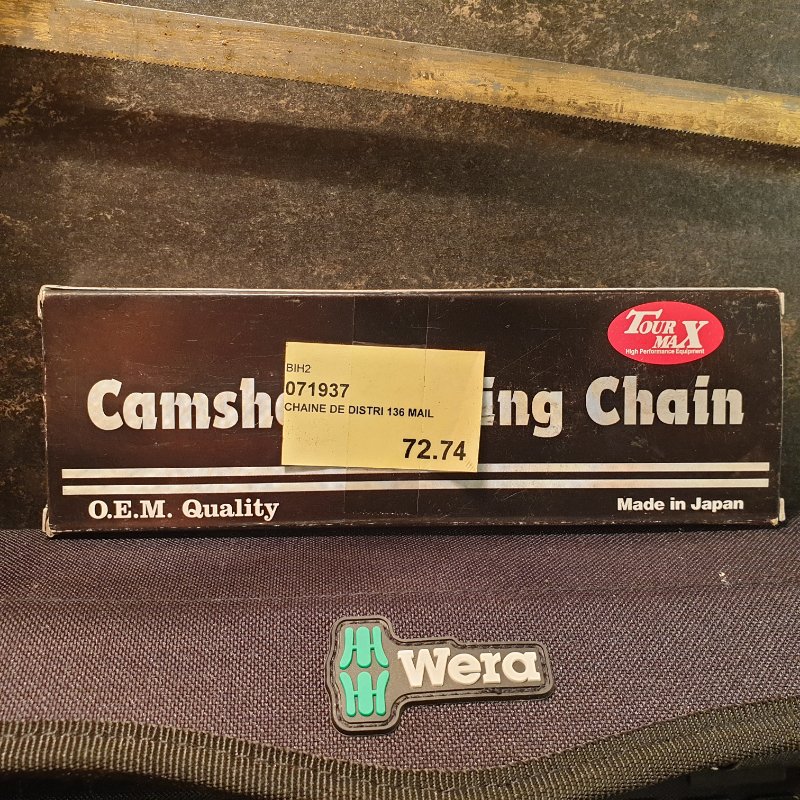 TOUR MAX
High Performance Equipment
BIH2
071937
CHAINE DE DISTRI 136 MAIL
72.74
Camsh ing Chain
O.E.M. Quality
Made in Japan
Wera